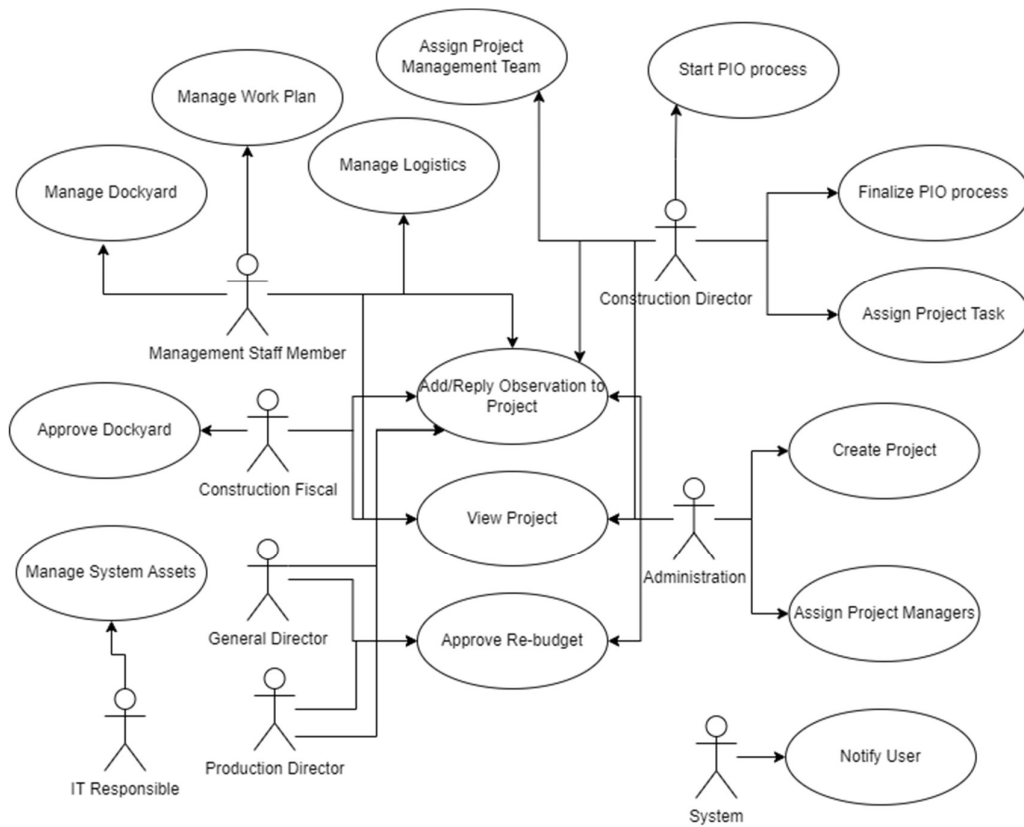 Assign Project
Management Team
Start PIO process
Manage Work Plan
Manage Logistics
Manage Dockyard
Finalize PIO process
Construction Director
Assign Project Task
Management Staff Member
Add/Reply Observation to
Project
Approve Dockyard
Create Project
Construction Fiscal
View Project
Manage System Assets
Administration
Assign Project Managers
General Director
Approve Re-budget
Production Director
IT Responsible
Notify User
System